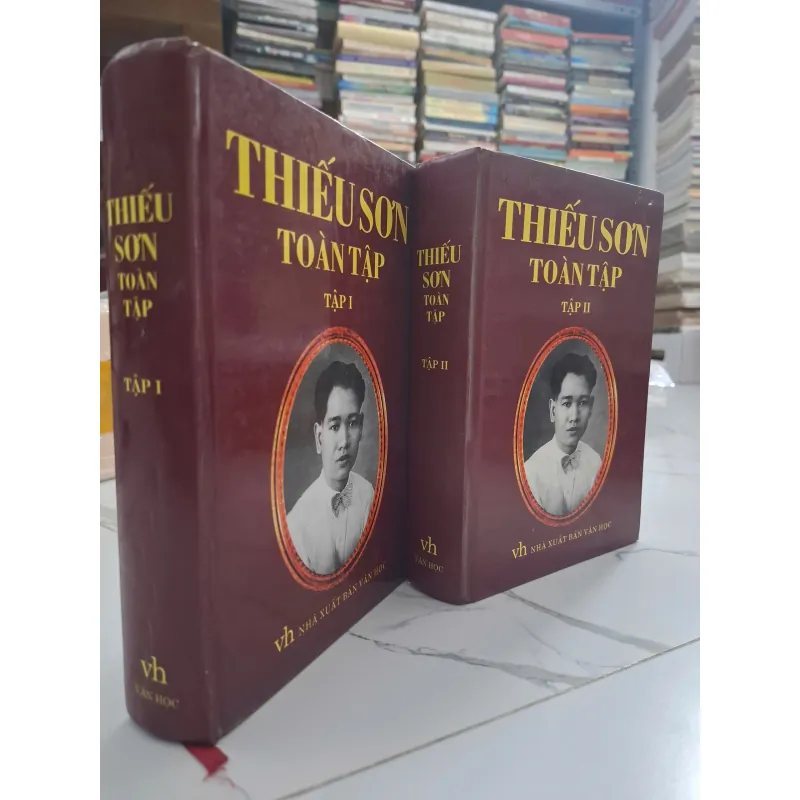 THIẾU
SƠN
TOÀN
TẬP
TẬP I
vh
VĂN HỌC
THIẾU SƠN
TOÀN TẬP
TẬP I
vh NHÀ XUẤT BẢN VĂN HỌC
THIẾU
SƠN
TOÀN
TẬP
TẬP II
vh
VĂN HỌC
THIẾU SƠN
TOÀN TẬP
TẬP II
vh NHÀ XUẤT BẢN VĂN HỌC